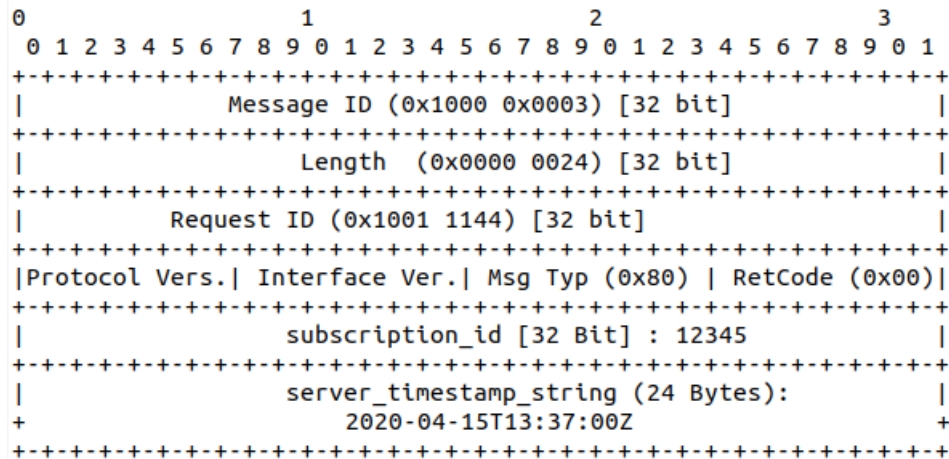 0                   1                   2                   3
 0 1 2 3 4 5 6 7 8 9 0 1 2 3 4 5 6 7 8 9 0 1 2 3 4 5 6 7 8 9 0 1
+-+-+-+-+-+-+-+-+-+-+-+-+-+-+-+-+-+-+-+-+-+-+-+-+-+-+-+-+-+-+-+-+
|              Message ID (0x1000 0x0003) [32 bit]              |
+-+-+-+-+-+-+-+-+-+-+-+-+-+-+-+-+-+-+-+-+-+-+-+-+-+-+-+-+-+-+-+-+
|                   Length  (0x0000 0024) [32 bit]              |
+-+-+-+-+-+-+-+-+-+-+-+-+-+-+-+-+-+-+-+-+-+-+-+-+-+-+-+-+-+-+-+-+
|          Request ID (0x1001 1144) [32 bit]                    |
+-+-+-+-+-+-+-+-+-+-+-+-+-+-+-+-+-+-+-+-+-+-+-+-+-+-+-+-+-+-+-+-+
|Protocol Vers.| Interface Ver.| Msg Typ (0x80) | RetCode (0x00)|
+-+-+-+-+-+-+-+-+-+-+-+-+-+-+-+-+-+-+-+-+-+-+-+-+-+-+-+-+-+-+-+-+
|                  subscription_id [32 Bit] : 12345             |
+-+-+-+-+-+-+-+-+-+-+-+-+-+-+-+-+-+-+-+-+-+-+-+-+-+-+-+-+-+-+-+-+
|                  server_timestamp_string (24 Bytes):          |
+                      2020-04-15T13:37:00Z                     +
+-+-+-+-+-+-+-+-+-+-+-+-+-+-+-+-+-+-+-+-+-+-+-+-+-+-+-+-+-+-+-+-+